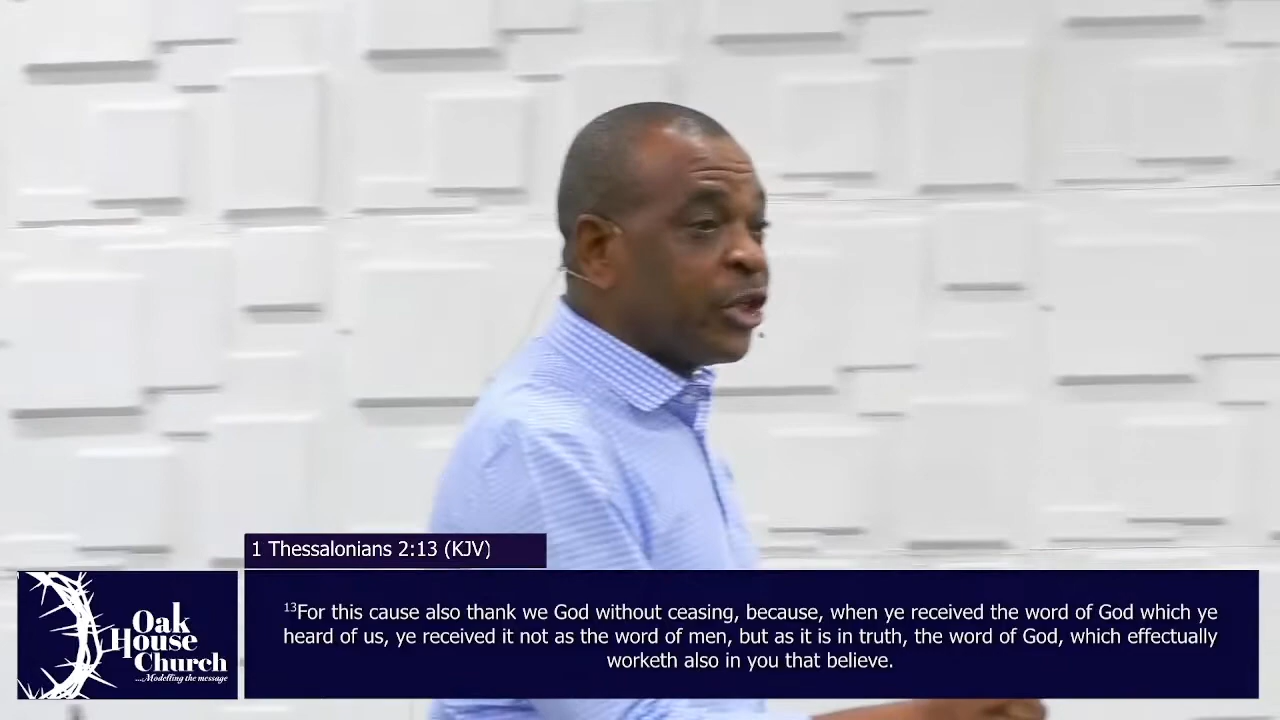 1 Thessalonians 2:13 (KJV)
Oak
House
Church
...Modelling the message
13For this cause also thank we God without ceasing, because, when ye received the word of God which ye
heard of us, ye received it not as the word of men, but as it is in truth, the word of God, which effectually
worketh also in you that believe.